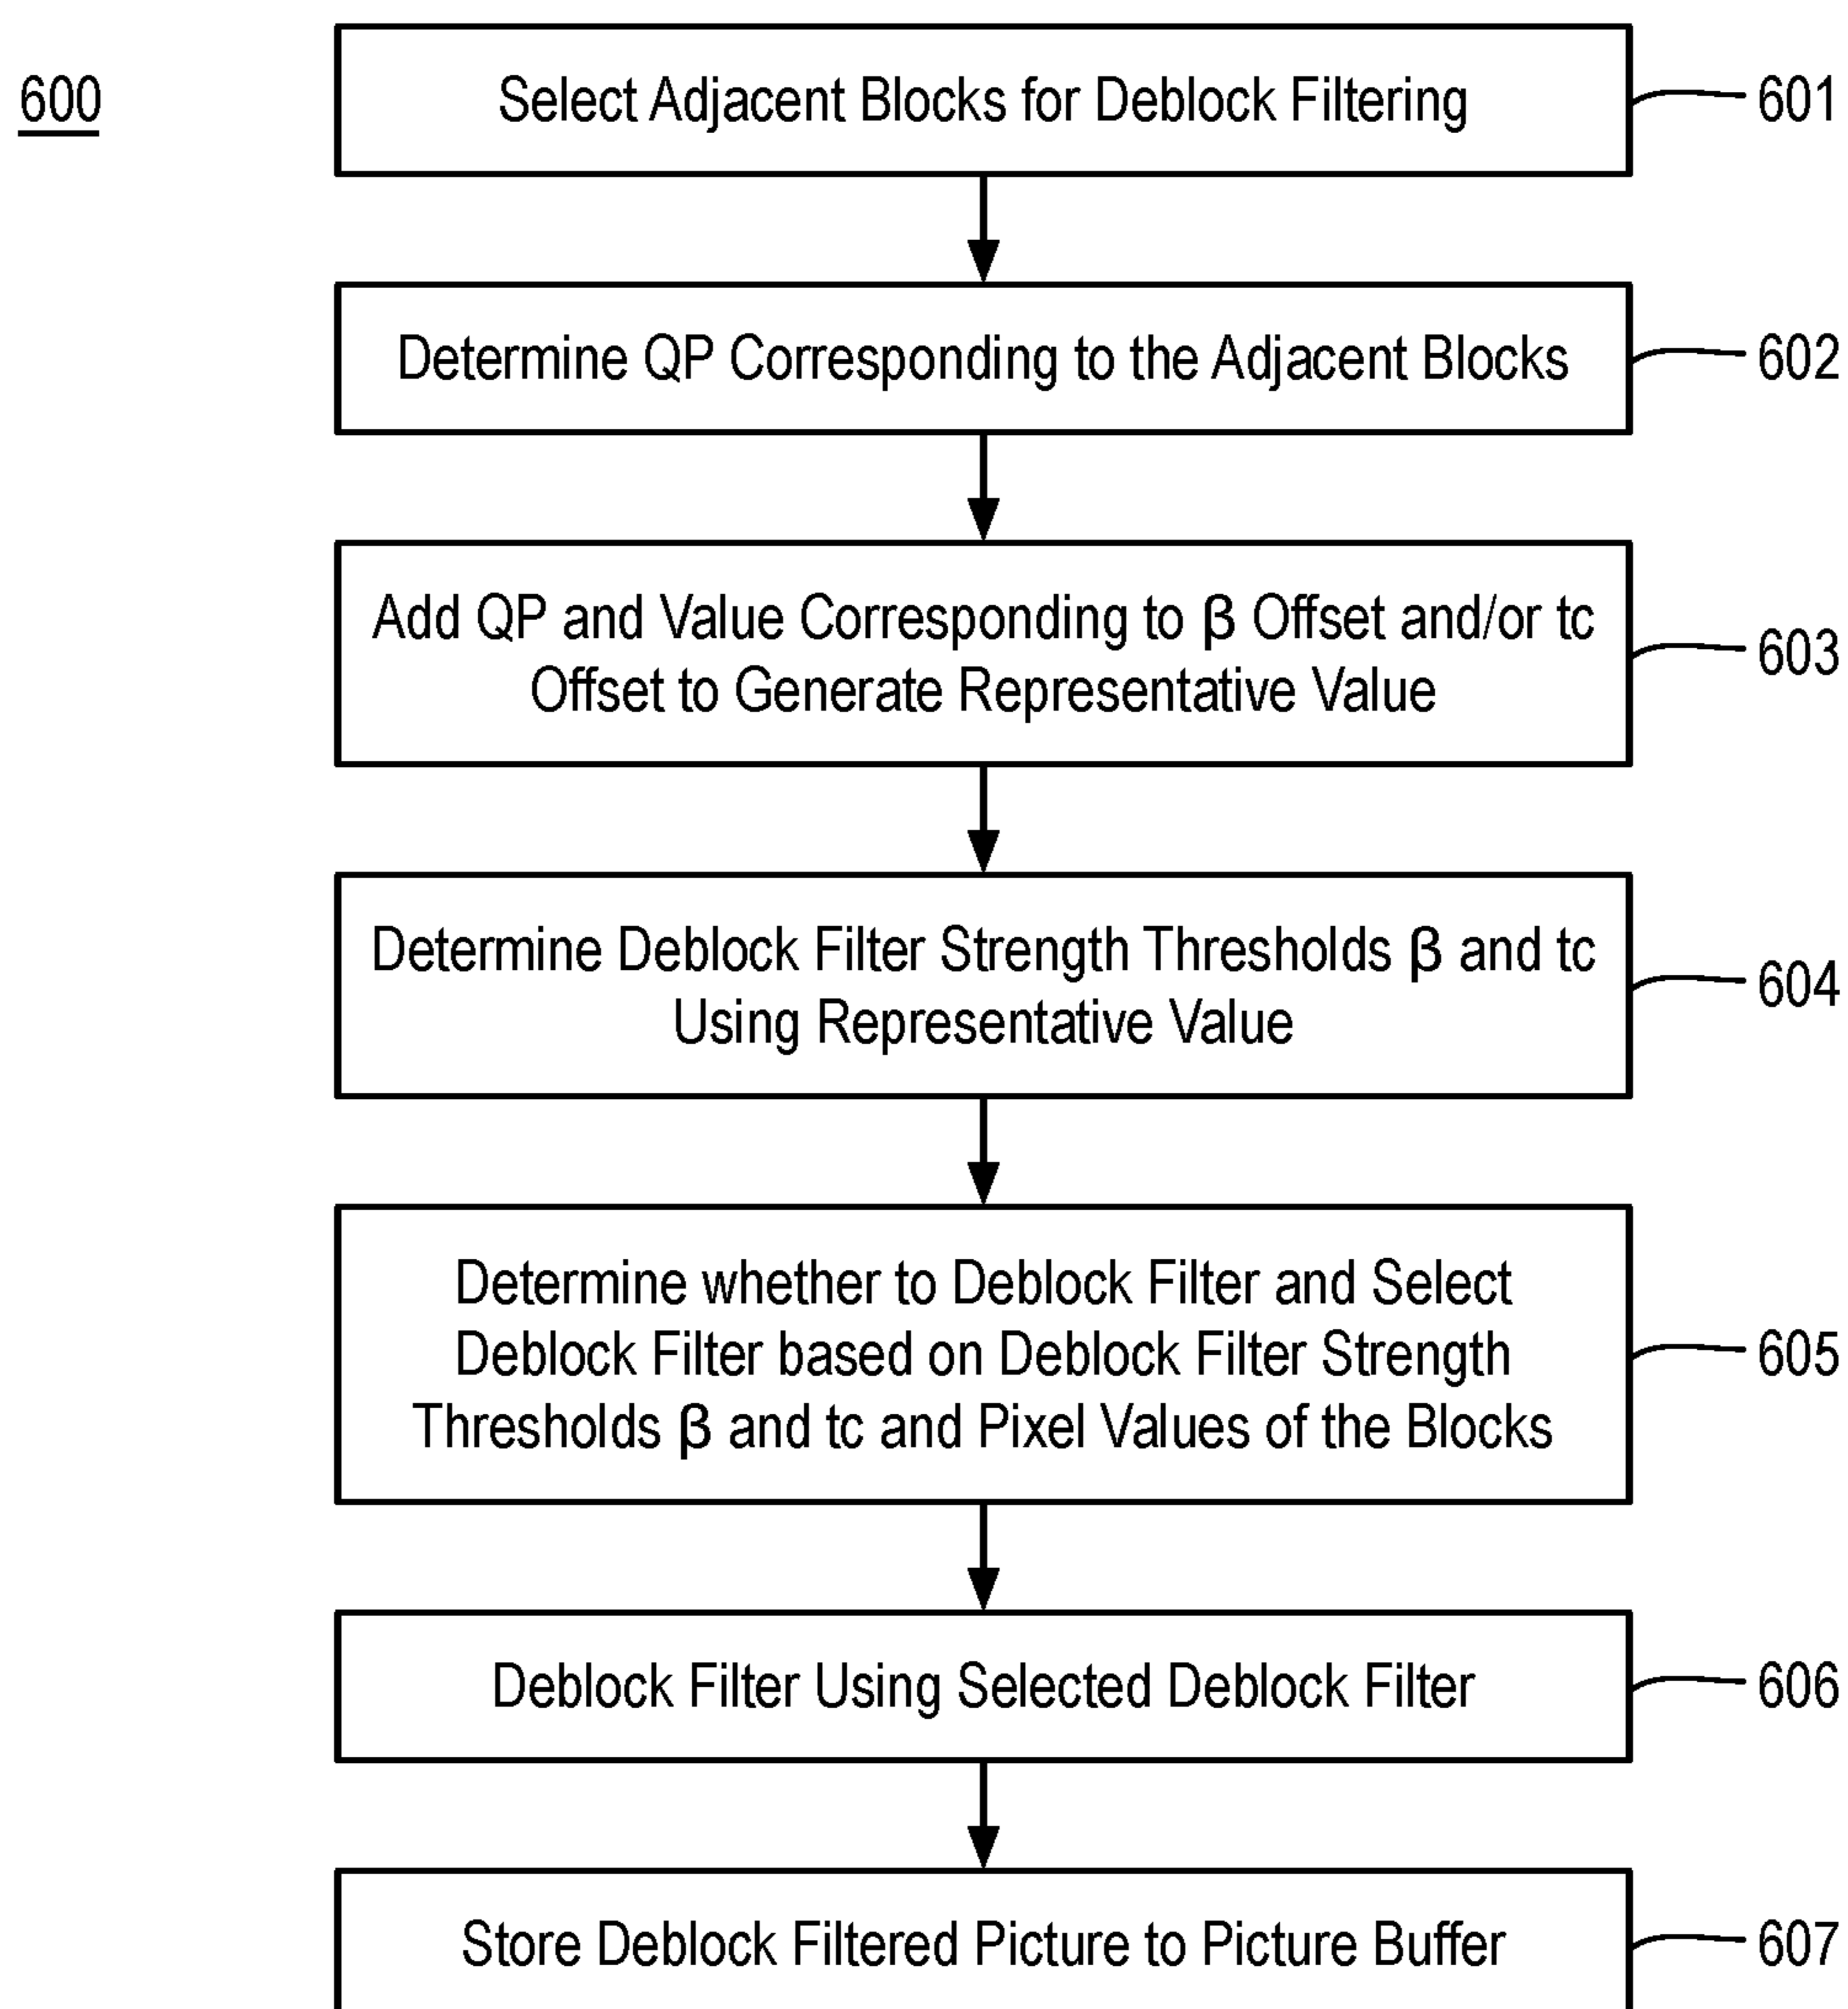 600
Select Adjacent Blocks for Deblock Filtering
601
Determine QP Corresponding to the Adjacent Blocks
602
Add QP and Value Corresponding to β Offset and/or tc
Offset to Generate Representative Value
603
Determine Deblock Filter Strength Thresholds β and tc
Using Representative Value
604
Determine whether to Deblock Filter and Select
Deblock Filter based on Deblock Filter Strength
Thresholds β and tc and Pixel Values of the Blocks
605
Deblock Filter Using Selected Deblock Filter
606
Store Deblock Filtered Picture to Picture Buffer
607